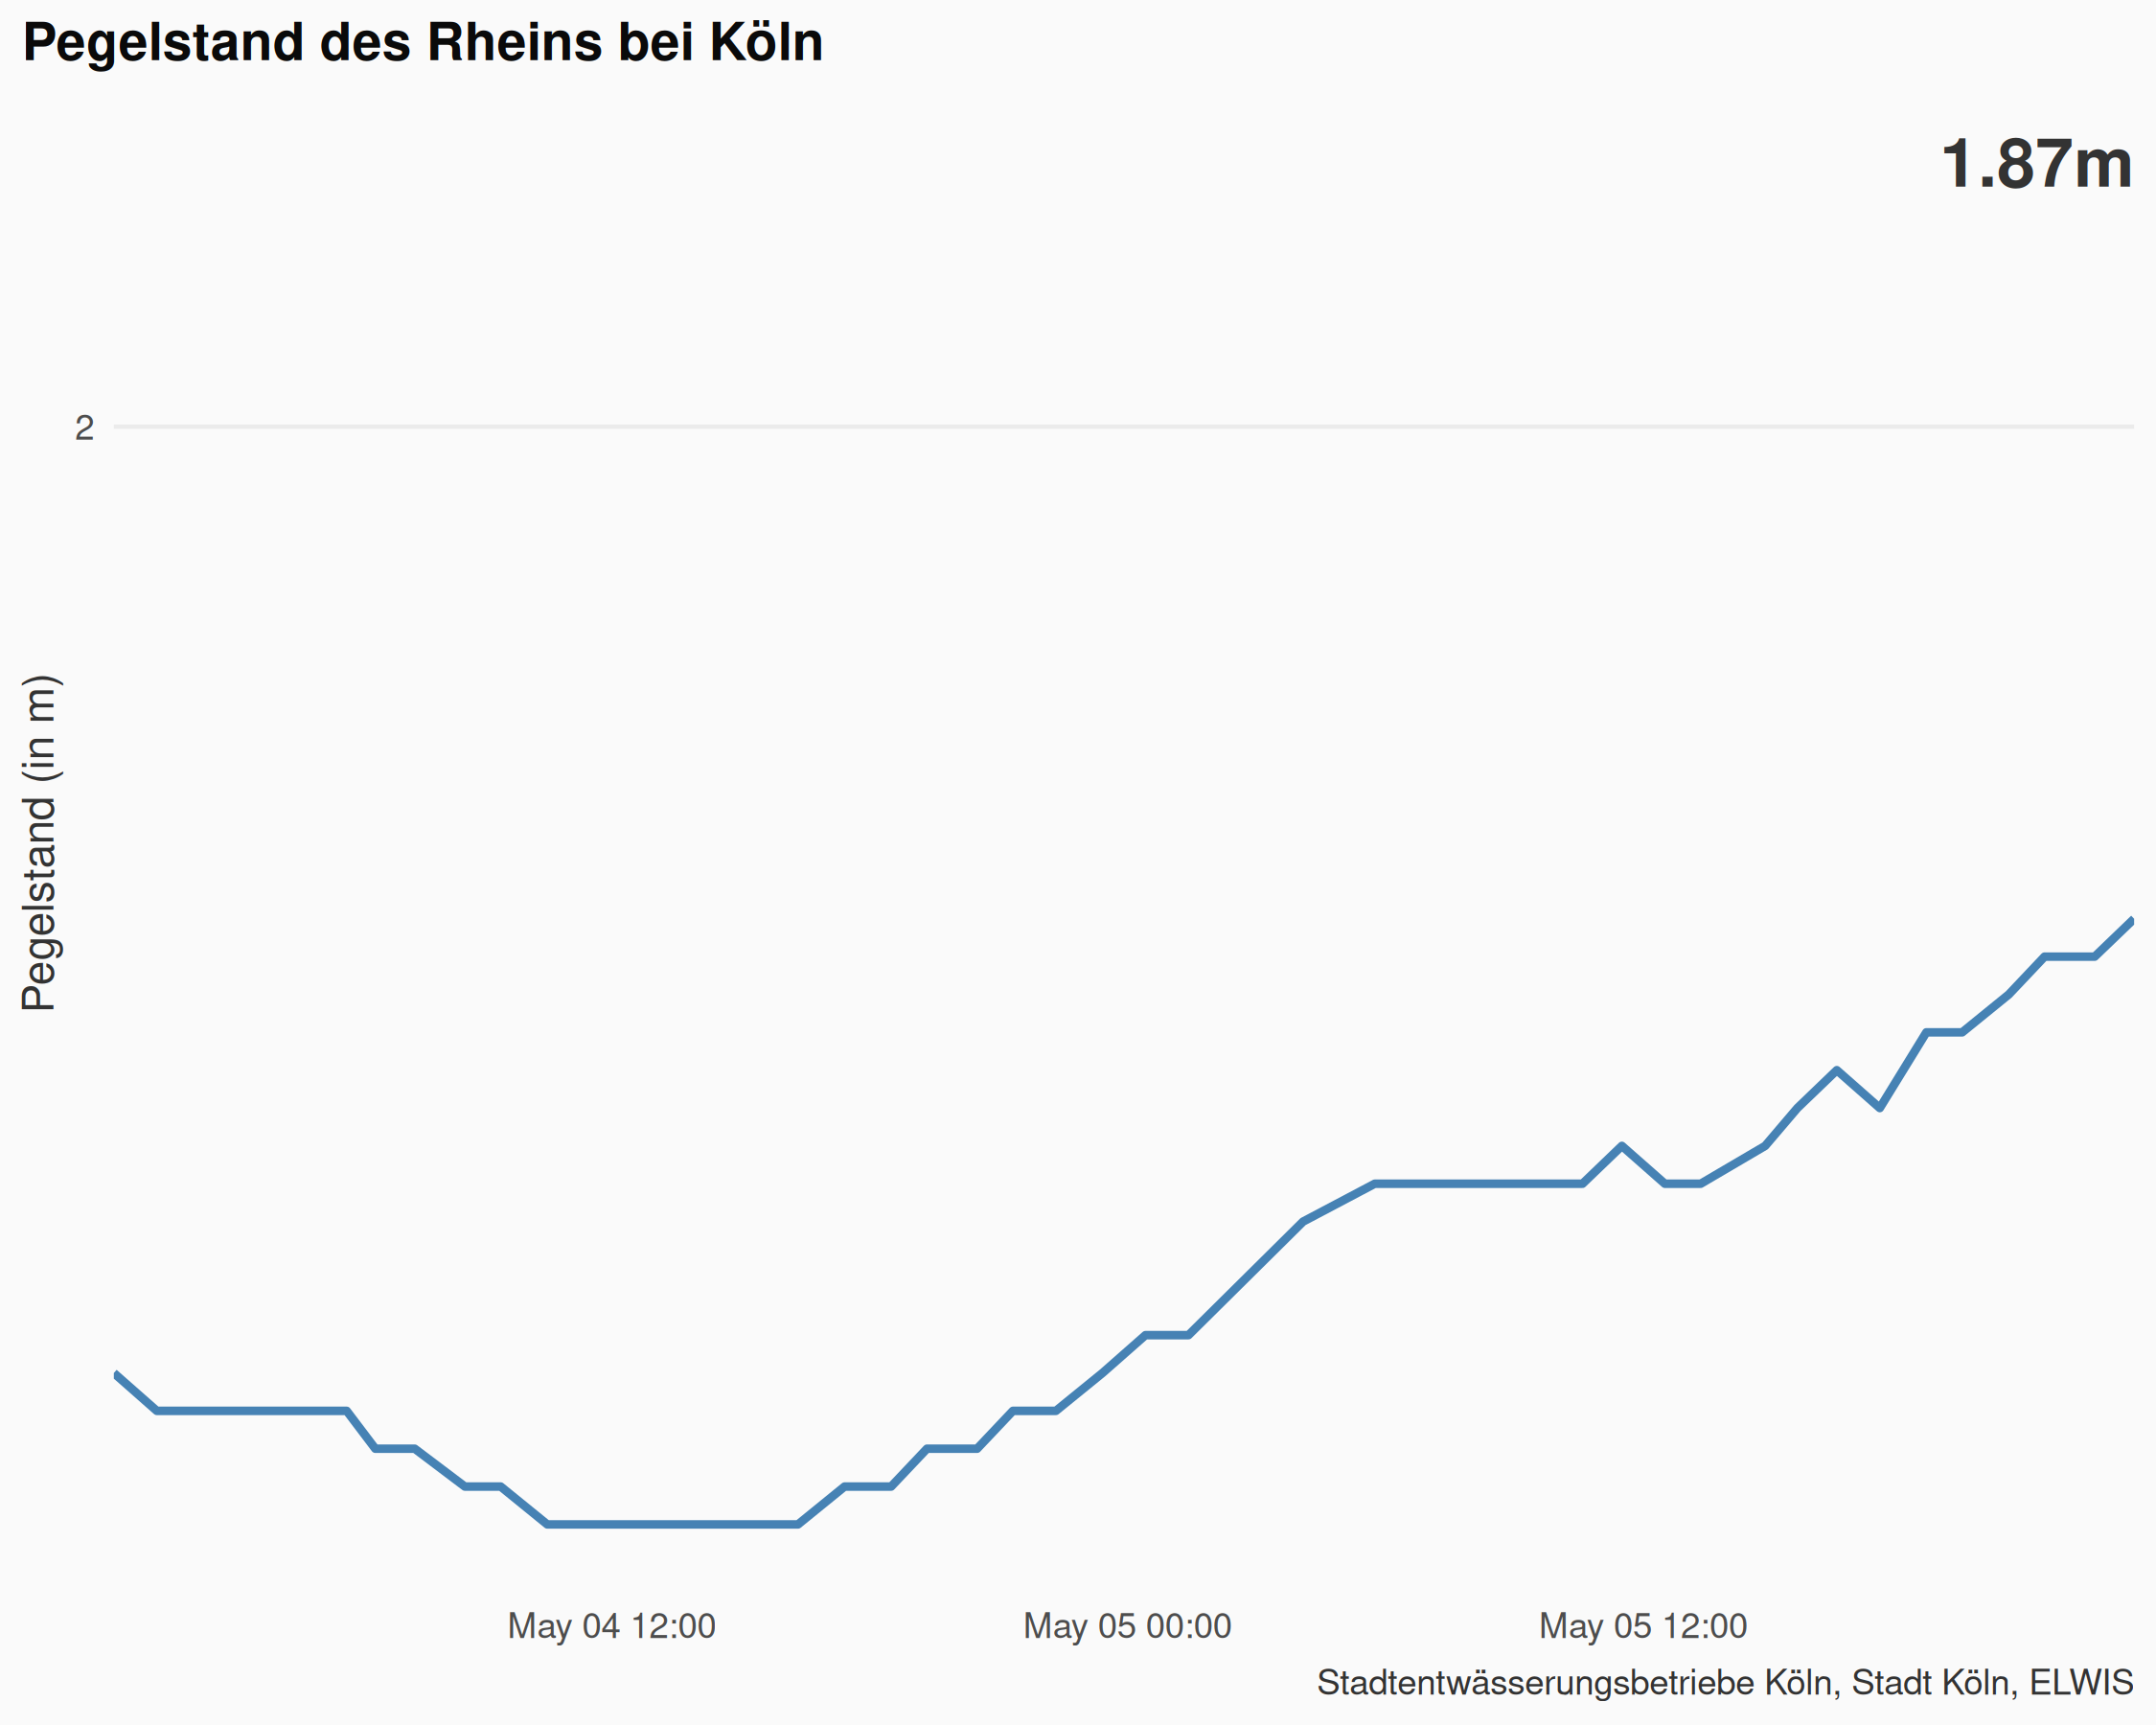 Pegelstand des Rheins bei Köln
1.87m
2
Pegelstand (in m)
May 04 12:00
May 05 00:00
May 05 12:00
Stadtentwässerungsbetriebe Köln, Stadt Köln, ELWIS